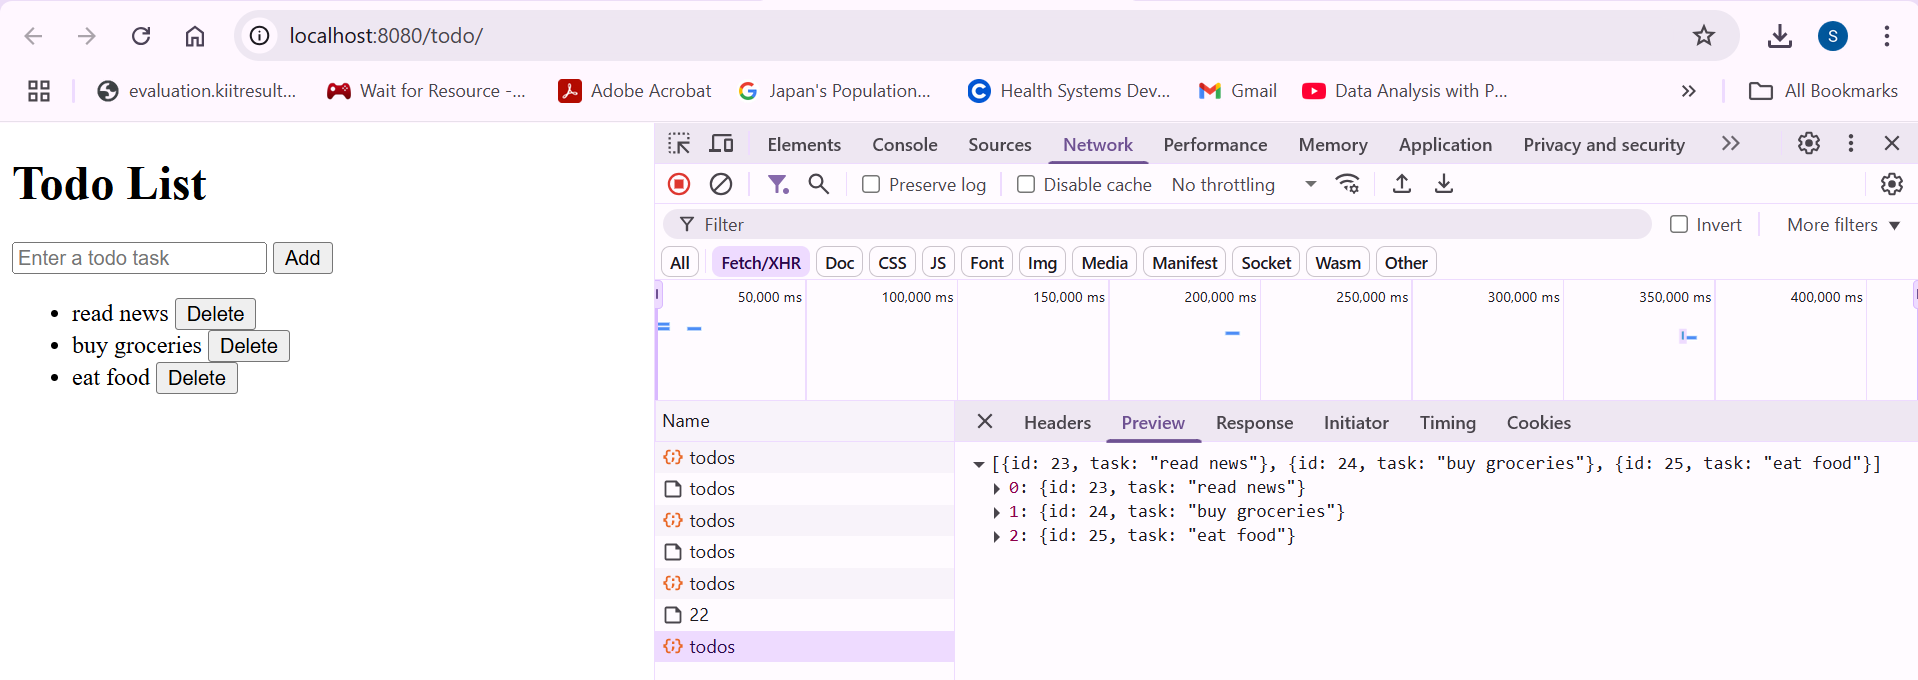 localhost:8080/todo/
S
evaluation.kiitresult...
Wait for Resource -...
Adobe Acrobat
Japan's Population...
Health Systems Dev...
Gmail
Data Analysis with P...
»
All Bookmarks
Todo List
Enter a todo task
Add
• read news Delete
• buy groceries Delete
• eat food Delete
Elements Console Sources Network Performance Memory Application Privacy and security
Preserve log Disable cache No throttling
Filter Invert More filters
All Fetch/XHR Doc CSS JS Font Img Media Manifest Socket Wasm Other
50,000 ms 100,000 ms 150,000 ms 200,000 ms 250,000 ms 300,000 ms 350,000 ms 400,000 ms
Name
todos
todos
todos
todos
todos
22
todos
Headers Preview Response Initiator Timing Cookies
[{id: 23, task: "read news"}, {id: 24, task: "buy groceries"}, {id: 25, task: "eat food"}]
0: {id: 23, task: "read news"}
1: {id: 24, task: "buy groceries"}
2: {id: 25, task: "eat food"}